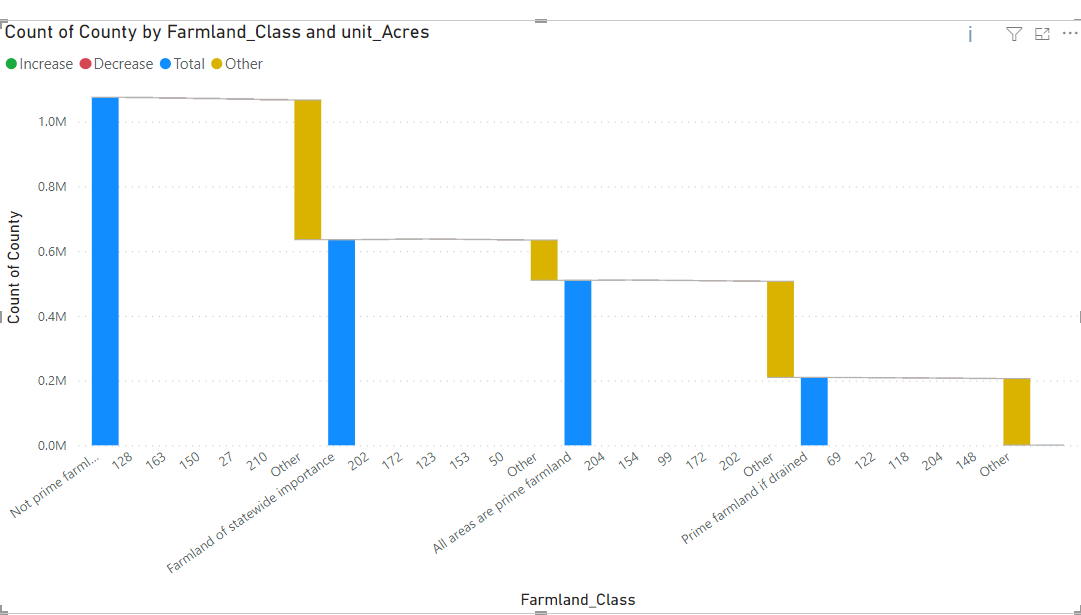 Count of County by Farmland_Class and unit_Acres
Increase Decrease Total Other
Count of County
1.0M
0.8M
0.6M
0.4M
0.2M
0.0M
Not prime farml...
128
163
150
27
210
Other
Farmland of statewide importance
202
172
123
153
50
Other
All areas are prime farmland
204
154
99
172
202
Other
Prime farmland if drained
69
122
118
204
148
Other
Farmland_Class